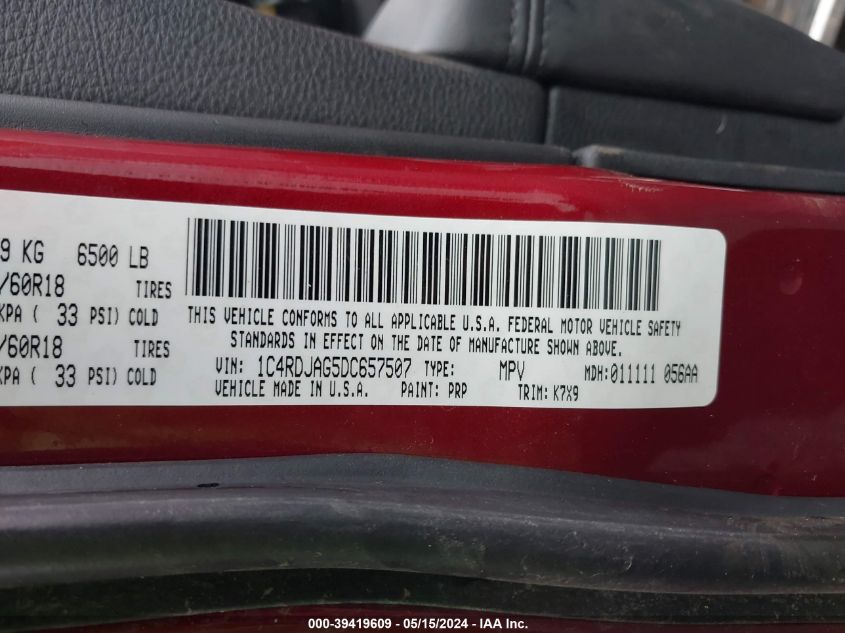 9 KG 6500 LB
/60R18 TIRES
KPA ( 33 PSI) COLD
/60R18 TIRES
KPA ( 33 PSI) COLD
THIS VEHICLE CONFORMS TO ALL APPLICABLE U.S.A. FEDERAL MOTOR VEHICLE SAFETY
STANDARDS IN EFFECT ON THE DATE OF MANUFACTURE SHOWN ABOVE.
VIN: 1C4RDJAG5DC657507 TYPE: MPV MDH:011111 056AA
VEHICLE MADE IN U.S.A. PAINT: PRP TRIM: K7X9
000-39419609 - 05/15/2024 - IAA Inc.